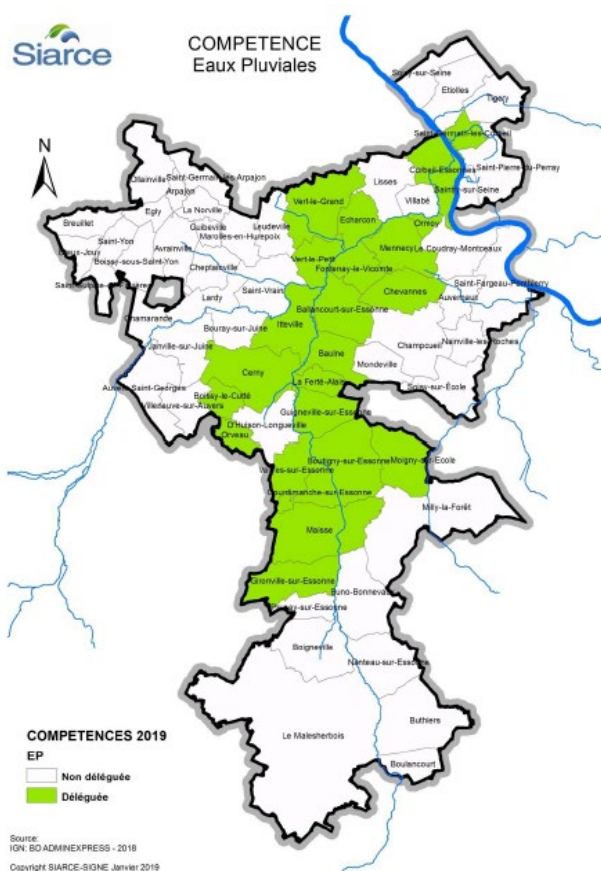 Siarce
COMPETENCE
Eaux Pluviales
N
Soisy-sur-Seine
Etiolles
Tigery
Saint-Germain-lès-Corbeil
Corbeil-Essonnes
Saint-Pierre-du-Perray
Saintry-sur-Seine
Ollainville
Saint-Germain-lès-Arpajon
Arpajon
Egly
La Norville
Breuillet
Saint-Yon
Guibeville
Leudeville
Avrainville
Marolles-en-Hurepoix
Boissy-sous-Saint-Yon
Cheptainville
Saint-Vrain
Lardy
Chamarande
Bouray-sur-Juine
Janville-sur-Juine
Auvers-Saint-Georges
Villeneuve-sur-Auvers
Lisses
Villabé
Vert-le-Grand
Echarcon
Ormoy
Mennecy
Le Coudray-Montceaux
Vert-le-Petit
Fontenay-le-Vicomte
Chevannes
Saint-Fargeau-Ponthierry
Auvernaux
Ballancourt-sur-Essonne
Itteville
Nainville-les-Roches
Champcueil
Baulne
Mondeville
Cerny
La Ferté-Alais
Soisy-sur-École
Boissy-le-Cutté
Guigneville-sur-Essonne
D'Huison-Longueville
Orveau
Boutigny-sur-Essonne
Moigny-sur-Ecole
Vayres-sur-Essonne
Courdimanche-sur-Essonne
Milly-la-Forêt
Maisse
Gironville-sur-Essonne
Buno-Bonnevaux
Boigneville
Nanteau-sur-Essonne
Le Malesherbois
Buthiers
Boulancourt
COMPETENCES 2019
EP
Non déléguée
Déléguée
Source:
IGN: BD ADMINEXPRESS - 2018
Copyright SIARCE-SIGNE Janvier 2019